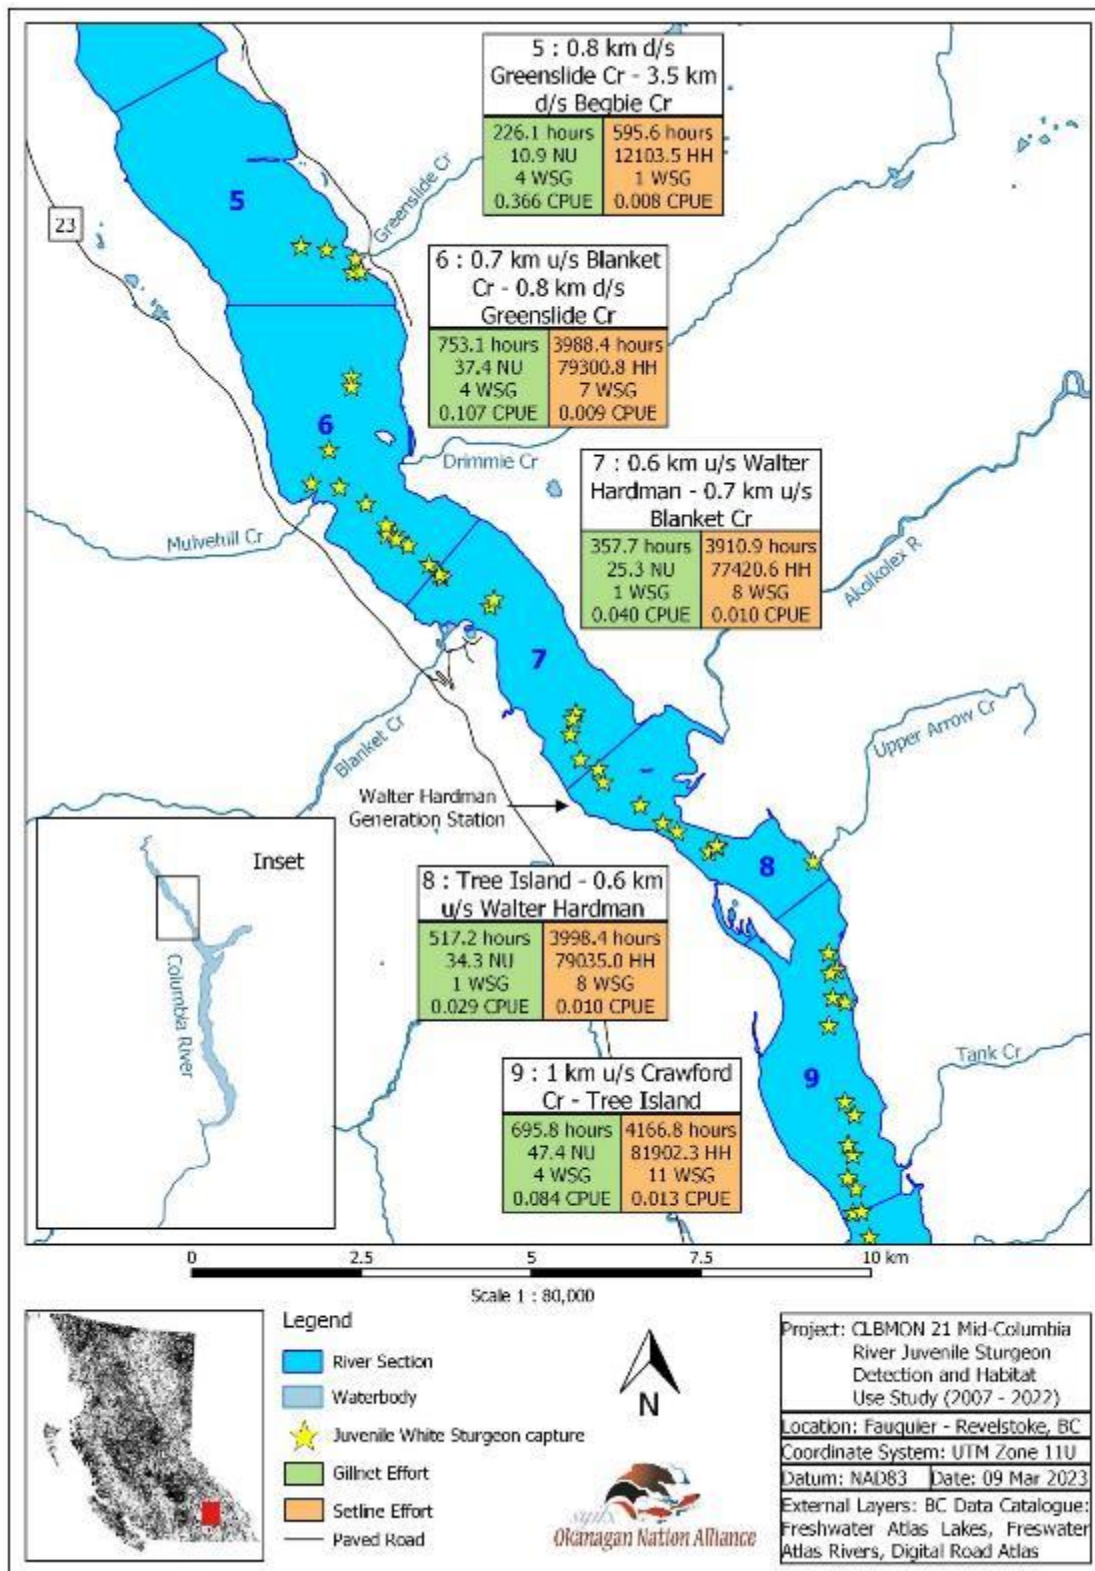 5 : 0.8 km d/s
Greenslide Cr - 3.5 km
d/s Begbie Cr
226.1 hours 595.6 hours
10.9 NU 12103.5 HH
4 WSG 1 WSG
0.366 CPUE 0.008 CPUE
5
Greenslide Cr
23
6 : 0.7 km u/s Blanket
Cr - 0.8 km d/s
Greenslide Cr
753.1 hours 3988.4 hours
37.4 NU 79300.8 HH
4 WSG 7 WSG
0.107 CPUE 0.009 CPUE
6
Drimmie Cr
Mulvehill Cr
7 : 0.6 km u/s Walter
Hardman - 0.7 km u/s
Blanket Cr
357.7 hours 3910.9 hours
25.3 NU 77420.6 HH
1 WSG 8 WSG
0.040 CPUE 0.010 CPUE
Akolkolex R
7
Upper Arrow Cr
Blanket Cr
Walter Hardman
Generation Station
Inset
Columbia River
8
8 : Tree Island - 0.6 km
u/s Walter Hardman
517.2 hours 3998.4 hours
34.3 NU 79035.0 HH
1 WSG 8 WSG
0.029 CPUE 0.010 CPUE
Tank Cr
9
9 : 1 km u/s Crawford
Cr - Tree Island
695.8 hours 4166.8 hours
47.4 NU 81902.3 HH
4 WSG 11 WSG
0.084 CPUE 0.013 CPUE
0 2.5 5 7.5 10 km
Scale 1 : 80,000
Legend
River Section
Waterbody
Juvenile White Sturgeon capture
Gillnet Effort
Setline Effort
Paved Road
N
syilx
Okanagan Nation Alliance
Project: CLBMON 21 Mid-Columbia
River Juvenile Sturgeon
Detection and Habitat
Use Study (2007 - 2022)
Location: Fauquier - Revelstoke, BC
Coordinate System: UTM Zone 11U
Datum: NAD83 Date: 09 Mar 2023
External Layers: BC Data Catalogue:
Freshwater Atlas Lakes, Freswater
Atlas Rivers, Digital Road Atlas